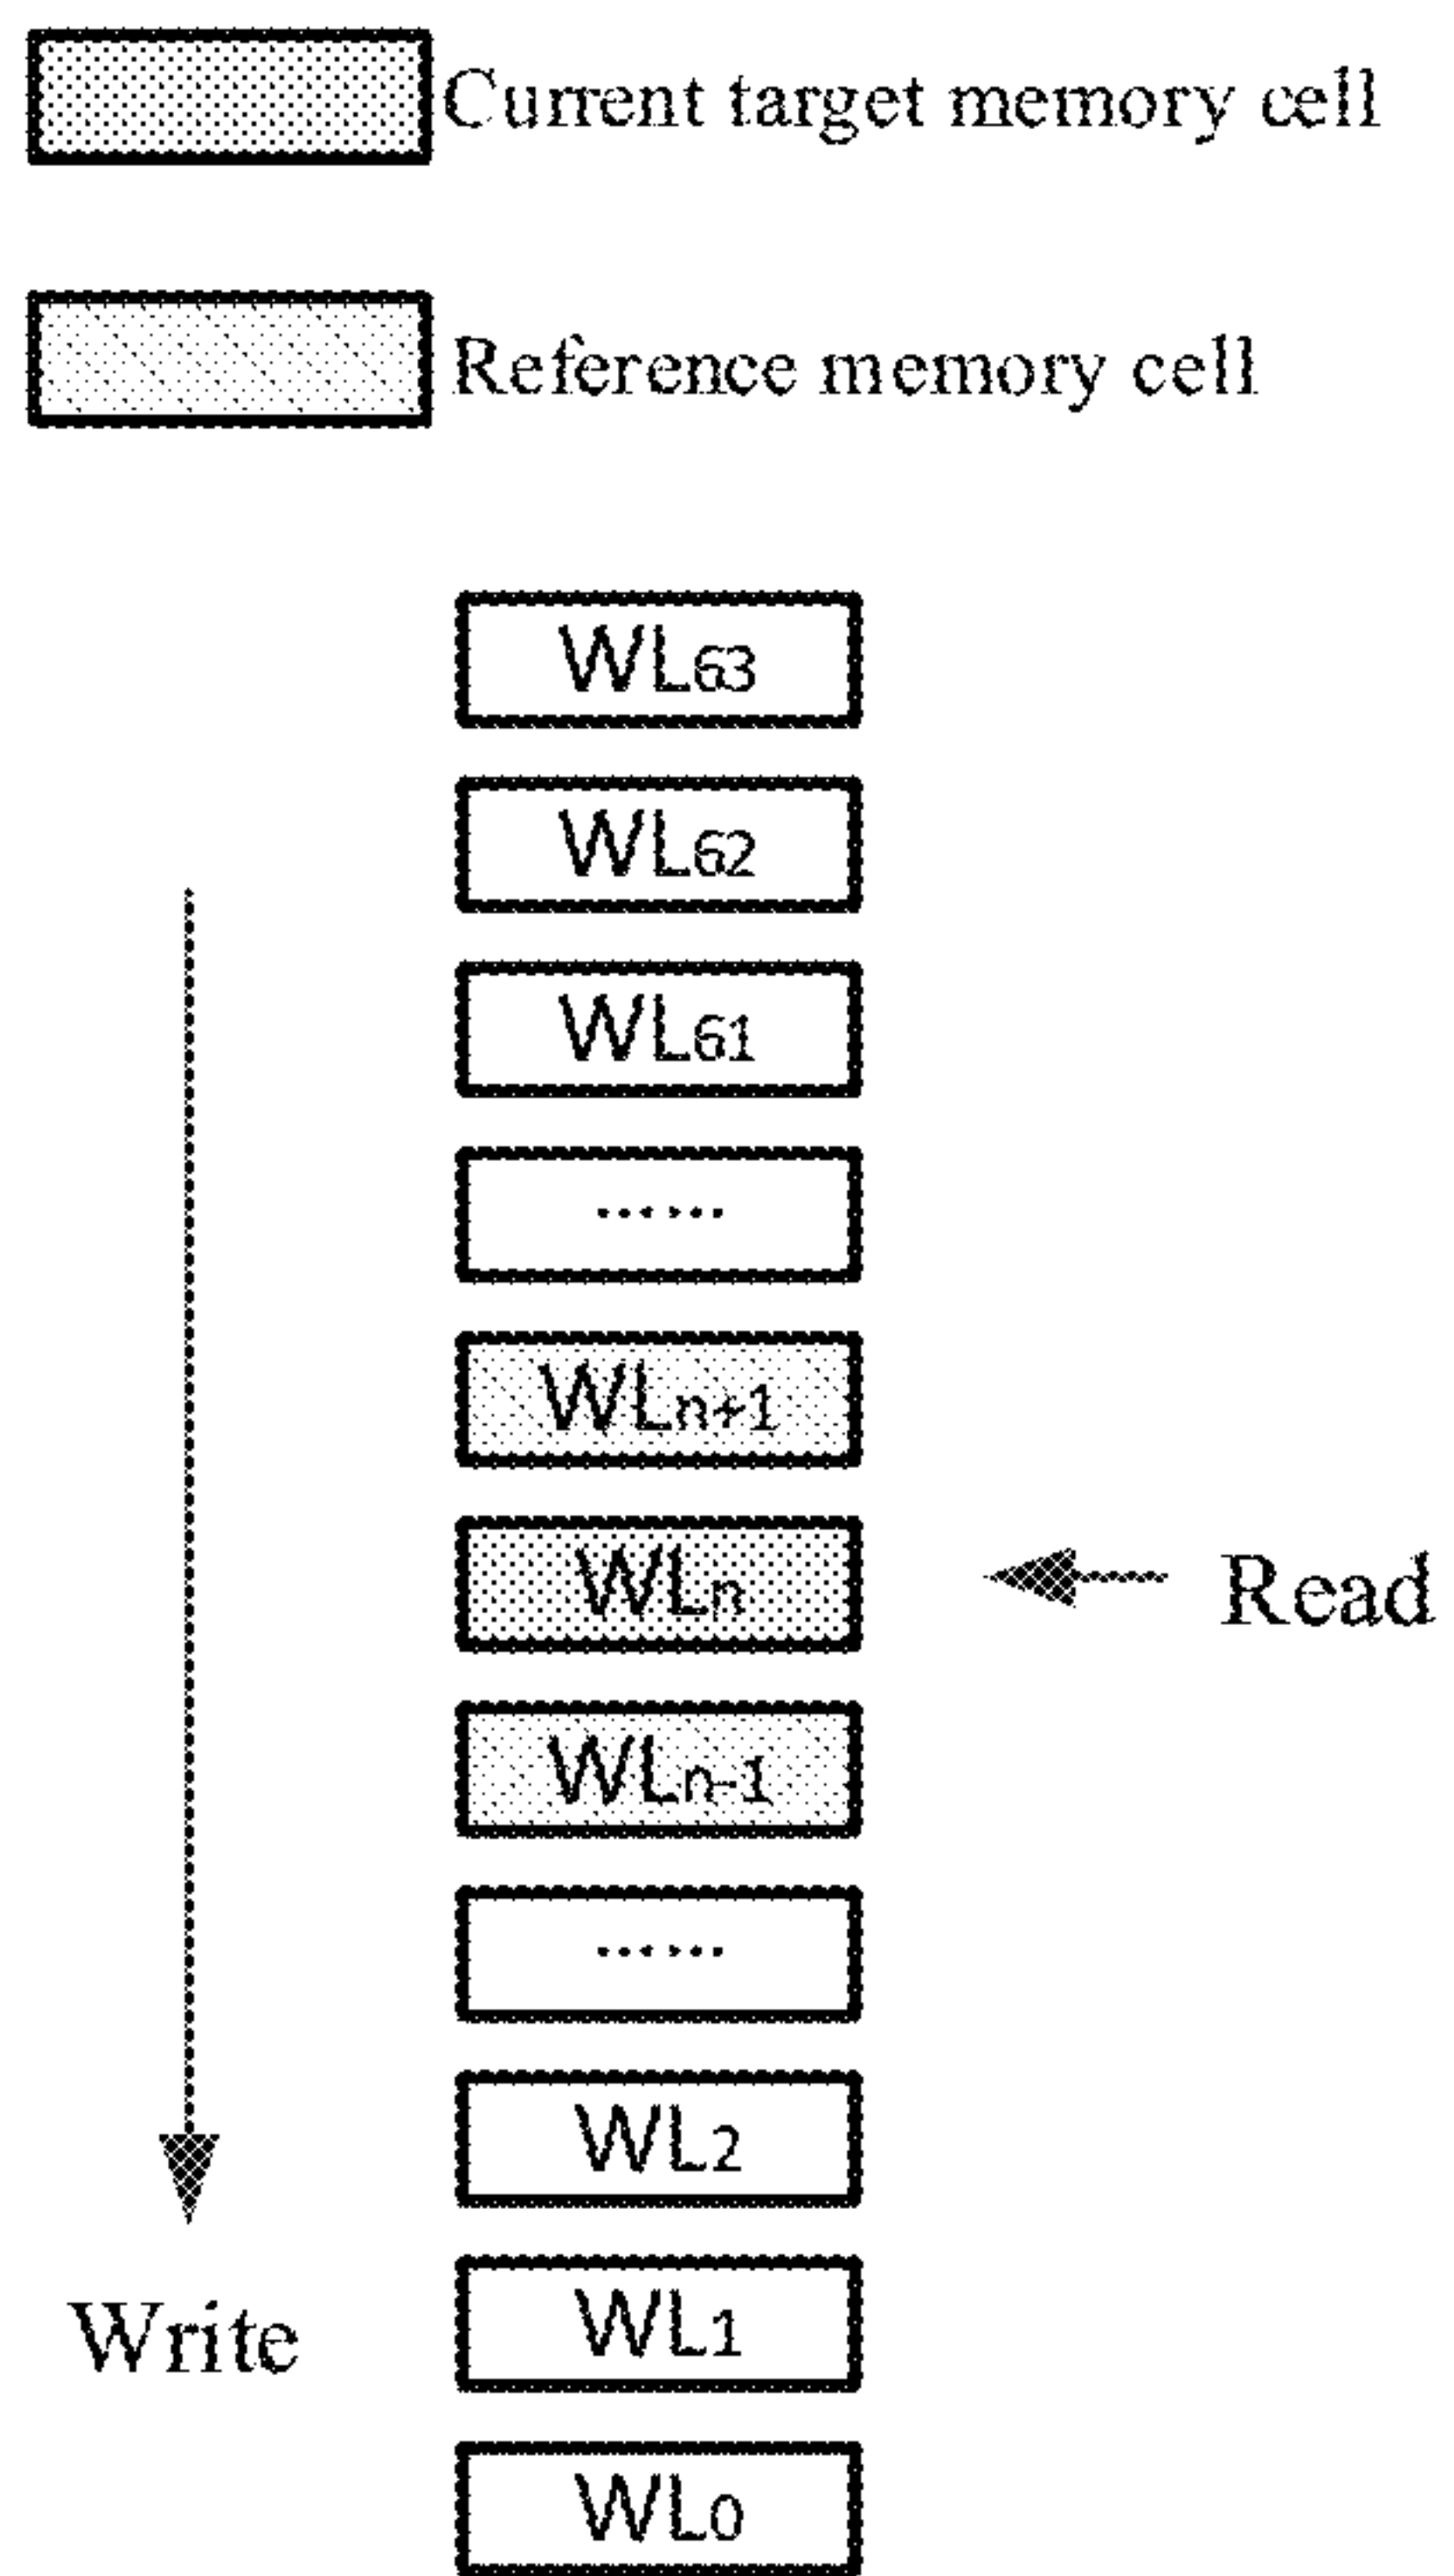 Current target memory cell
Reference memory cell
WL63
WL62
WL61
......
WLn+1
WLn
Read
WLn-1
......
WL2
WL1
Write
WL0